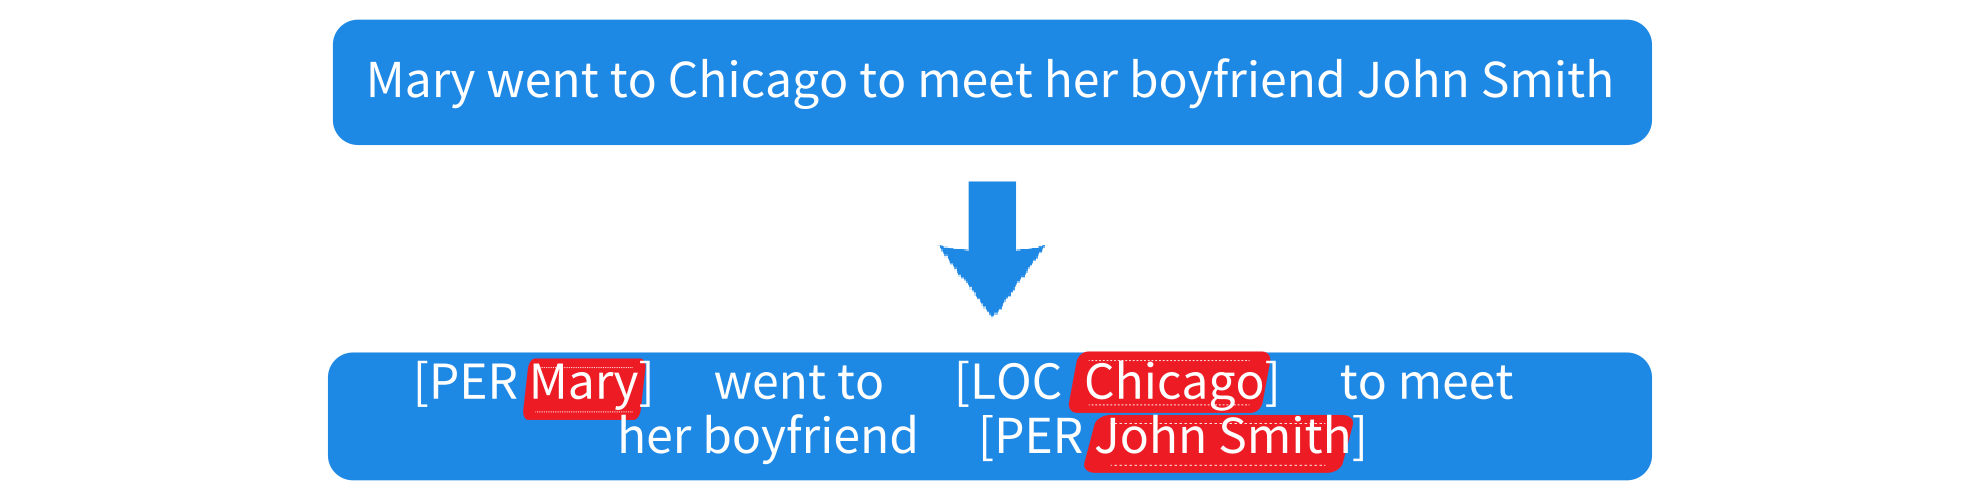 Mary went to Chicago to meet her boyfriend John Smith
[PER Mary] went to [LOC Chicago] to meet
her boyfriend [PER John Smith]